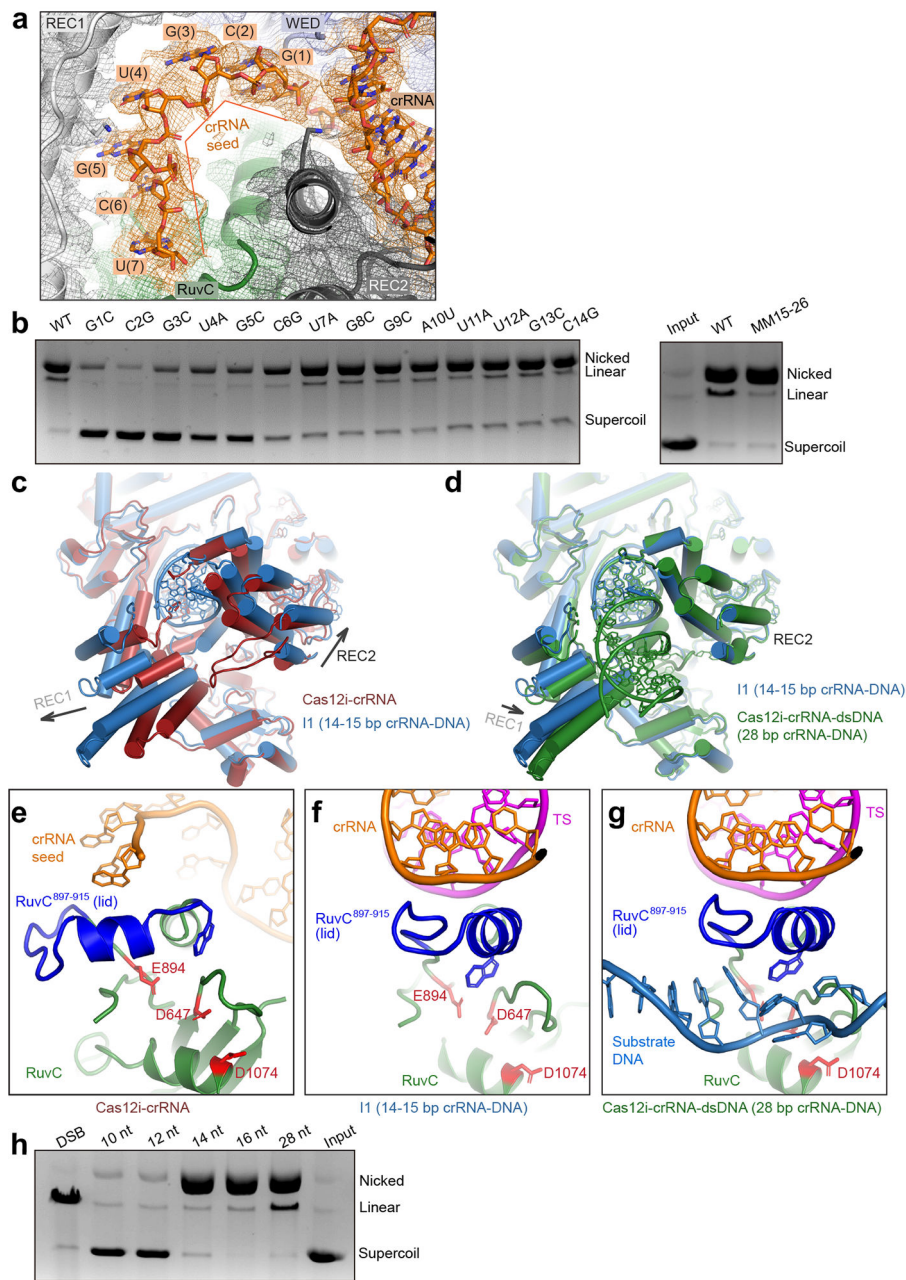 a
REC1
G(3)
C(2)
WED
G(1)
U(4)
crRNA
crRNA
seed
G(5)
C(6)
U(7)
RuvC
REC2
b
WT G1C C2G G3C U4A G5C C6G U7A G8C G9C A10U U11A U12A G13C C14G
Nicked
Linear
Supercoil
Input WT MM15-26
Nicked
Linear
Supercoil
c
REC1
REC2
Cas12i-crRNA
I1 (14-15 bp crRNA-DNA)
d
REC2
REC1
I1 (14-15 bp crRNA-DNA)
Cas12i-crRNA-dsDNA
(28 bp crRNA-DNA)
e
crRNA
seed
RuvC897-915 (lid)
E894
D647
RuvC
D1074
Cas12i-crRNA
f
crRNA
TS
RuvC897-915
(lid)
E894
D647
RuvC
D1074
I1 (14-15 bp crRNA-DNA)
g
crRNA
TS
RuvC897-915
(lid)
Substrate
DNA
RuvC
D1074
Cas12i-crRNA-dsDNA (28 bp crRNA-DNA)
h
DSB 10 nt 12 nt 14 nt 16 nt 28 nt Input
Nicked
Linear
Supercoil